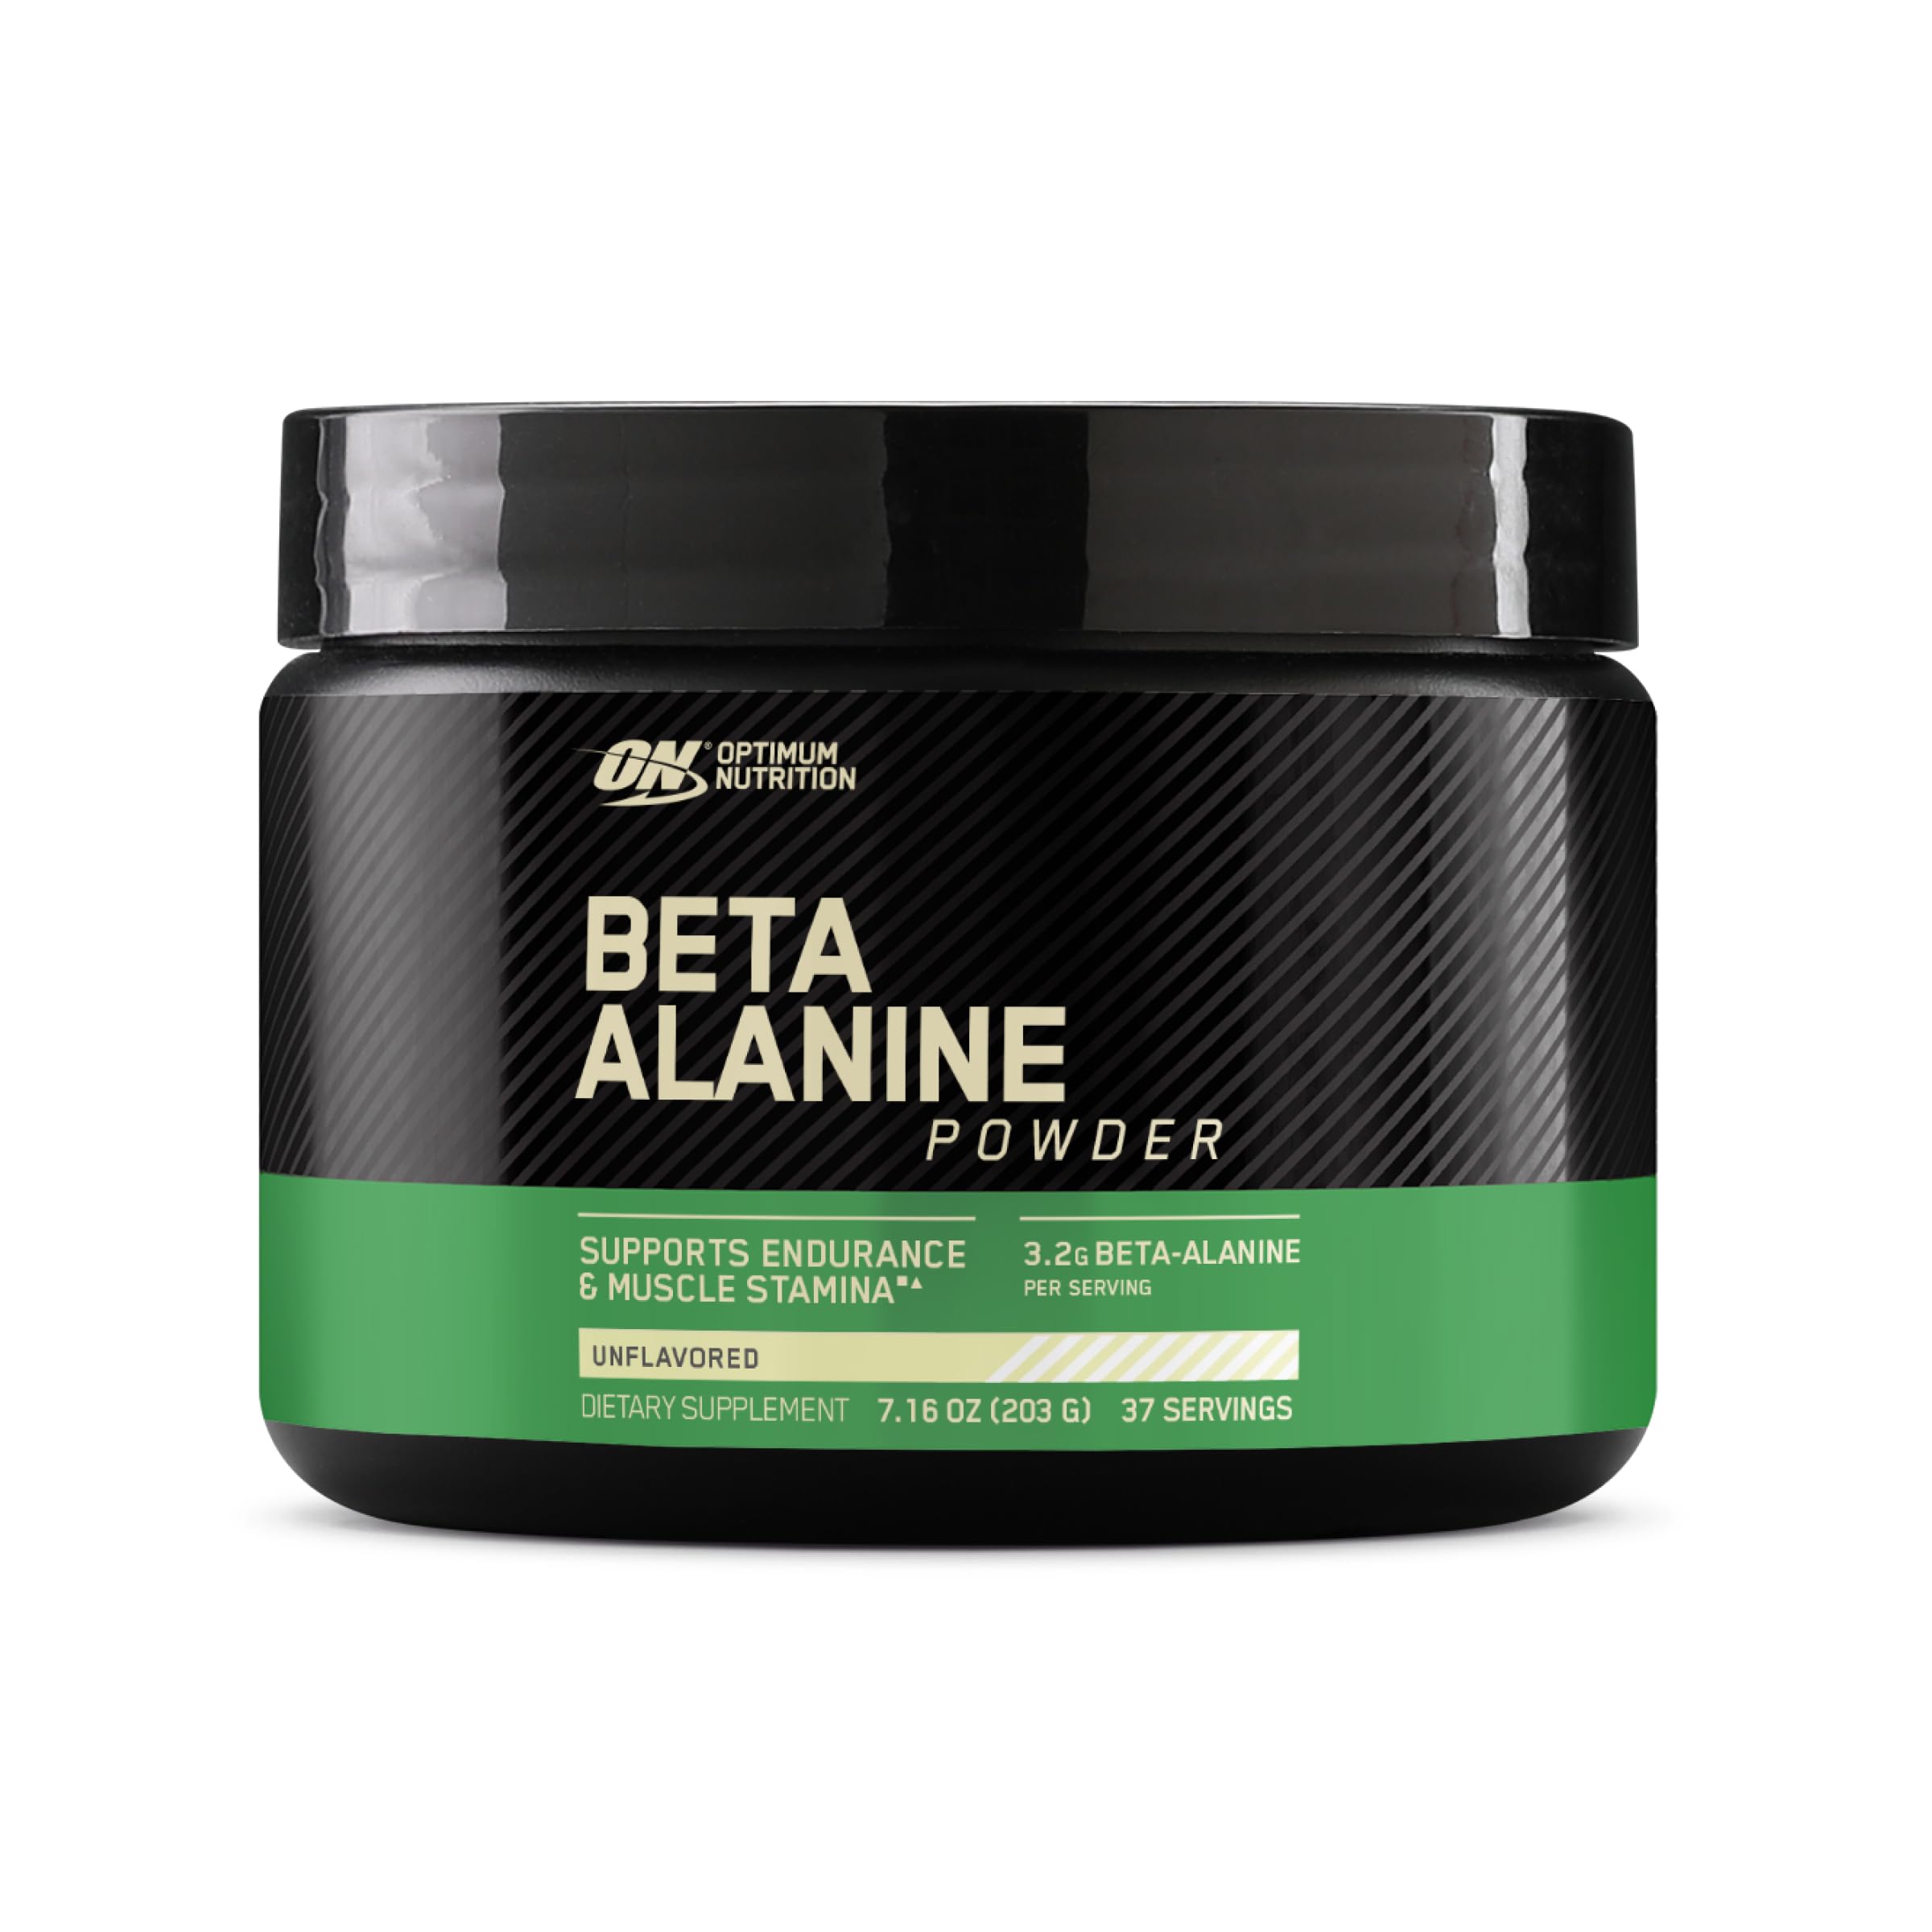 ON® OPTIMUM
NUTRITION
BETA
ALANINE
POWDER
SUPPORTS ENDURANCE
& MUSCLE STAMINA■▲
3.2G BETA-ALANINE
PER SERVING
UNFLAVORED
DIETARY SUPPLEMENT 7.16 OZ (203 G) 37 SERVINGS